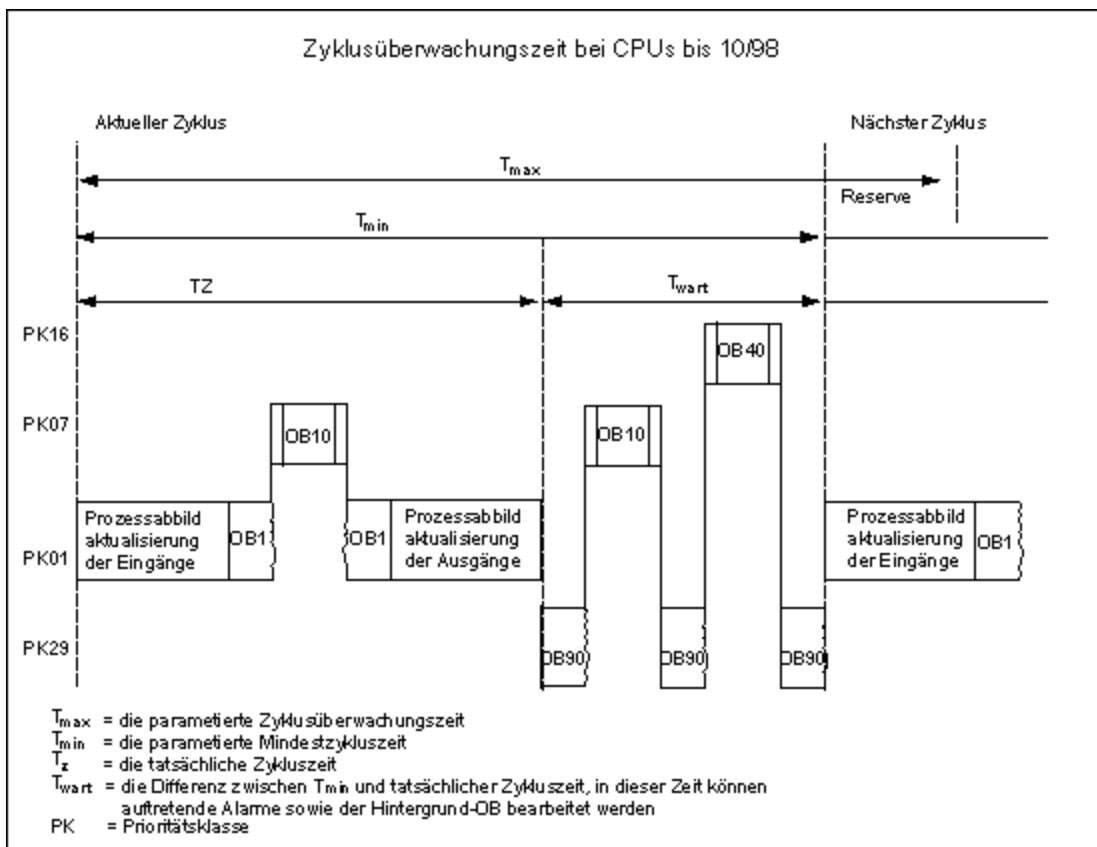 Zyklusüberwachungszeit bei CPUs bis 10/98
Aktueller Zyklus
Nächster Zyklus
Tmax
Reserve
Tmin
TZ
Twart
PK16
OB40
PK07
OB10
OB10
PK01
Prozessabbild
aktualisierung
der Eingänge
OB1
OB1
Prozessabbild
aktualisierung
der Ausgänge
Prozessabbild
aktualisierung
der Eingänge
OB1
PK29
OB90
OB90
OB90
Tmax = die parametierte Zyklusüberwachungszeit
Tmin = die parametierte Mindestzykluszeit
Tz = die tatsächliche Zykluszeit
Twart = die Differenz zwischen Tmin und tatsächlicher Zykluszeit, in dieser Zeit können
auftretende Alarme sowie der Hintergrund-OB bearbeitet werden
PK = Prioritätsklasse